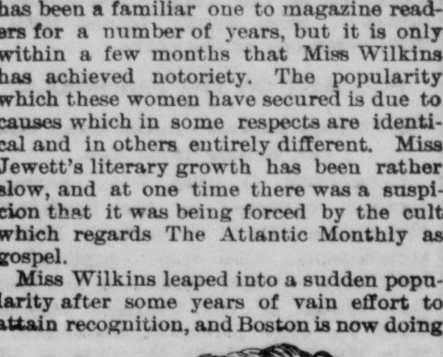 has been a familiar one to magazine read-
ers for a number of years, but it is only
within a few months that Miss Wilkins
has achieved notoriety. The popularity
which these women have secured is due to
causes which in some respects are identi-
cal and in others entirely different. Miss
Jewett's literary growth has been rather
slow, and at one time there was a suspi-
cion that it was being forced by the cult
which regards The Atlantic Monthly as
gospel.
Miss Wilkins leaped into a sudden popu-
larity after some years of vain effort to
attain recognition, and Boston is now doing